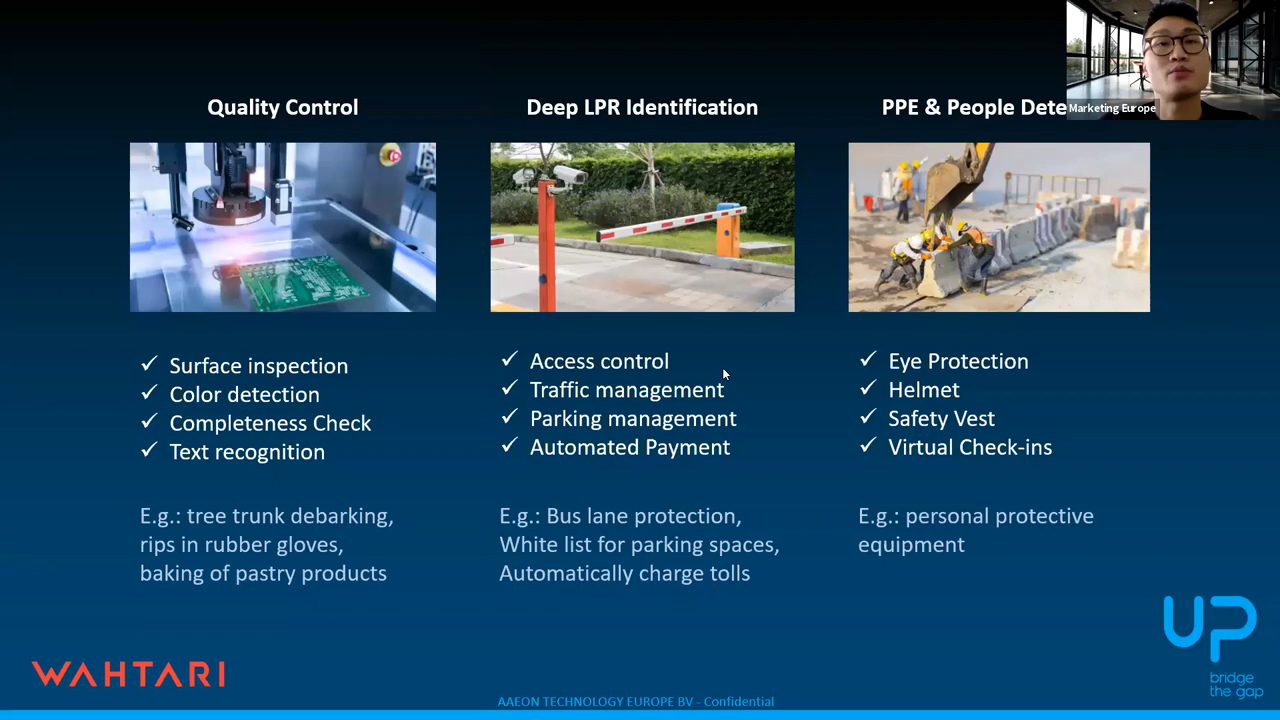 Quality Control
Deep LPR Identification
PPE & People Dete
Marketing Europe
✓ Surface inspection
✓ Color detection
✓ Completeness Check
✓ Text recognition
E.g.: tree trunk debarking,
rips in rubber gloves,
baking of pastry products
✓ Access control
✓ Traffic management
✓ Parking management
✓ Automated Payment
E.g.: Bus lane protection,
White list for parking spaces,
Automatically charge tolls
✓ Eye Protection
✓ Helmet
✓ Safety Vest
✓ Virtual Check-ins
E.g.: personal protective
equipment
WAHTARI
AAEON TECHNOLOGY EUROPE BV - Confidential
UP
bridge
the gap